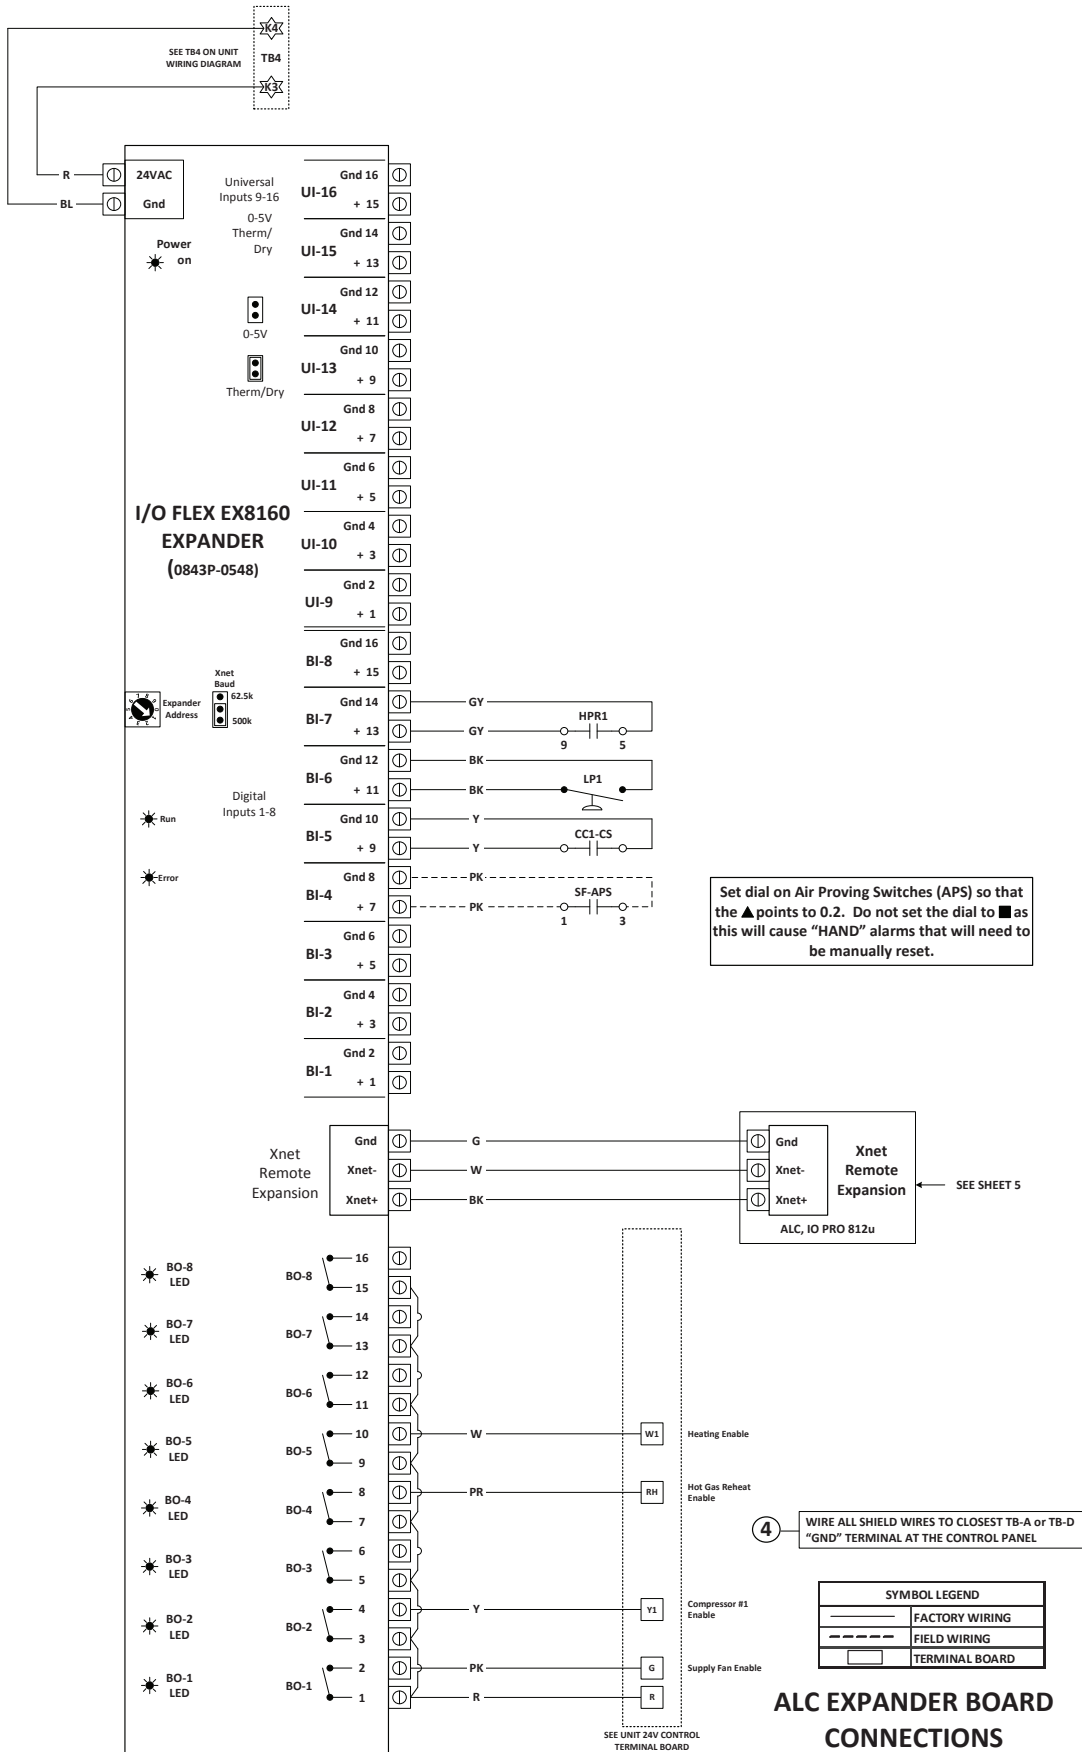 K4
SEE TB4 ON UNIT
WIRING DIAGRAM
TB4
K3
R
24VAC
BL
Gnd
Power
on
Universal
Inputs 9-16
0-5V
Therm/
Dry
0-5V
Therm/Dry
UI-16
Gnd 16
+ 15
UI-15
Gnd 14
+ 13
UI-14
Gnd 12
+ 11
UI-13
Gnd 10
+ 9
UI-12
Gnd 8
+ 7
UI-11
Gnd 6
+ 5
UI-10
Gnd 4
+ 3
UI-9
Gnd 2
+ 1
I/O FLEX EX8160
EXPANDER
(0843P-0548)
BI-8
Gnd 16
+ 15
Expander
Address
Xnet
Baud
62.5k
500k
BI-7
Gnd 14
+ 13
GY
GY
HPR1
9
5
BI-6
Gnd 12
+ 11
BK
BK
LP1
Digital
Inputs 1-8
Run
BI-5
Gnd 10
+ 9
Y
Y
CC1-CS
Error
BI-4
Gnd 8
+ 7
PK
PK
SF-APS
1
3
BI-3
Gnd 6
+ 5
BI-2
Gnd 4
+ 3
BI-1
Gnd 2
+ 1
Set dial on Air Proving Switches (APS) so that
the ▲ points to 0.2. Do not set the dial to ■ as
this will cause “HAND” alarms that will need to
be manually reset.
Xnet
Remote
Expansion
Gnd
Xnet-
Xnet+
G
W
BK
Gnd
Xnet-
Xnet+
Xnet
Remote
Expansion
ALC, IO PRO 812u
SEE SHEET 5
BO-8
LED
BO-8
16
15
BO-7
LED
BO-7
14
13
BO-6
LED
BO-6
12
11
BO-5
LED
BO-5
10
9
W
W1
Heating Enable
BO-4
LED
BO-4
8
7
PR
RH
Hot Gas Reheat
Enable
BO-3
LED
BO-3
6
5
BO-2
LED
BO-2
4
3
Y
Y1
Compressor #1
Enable
BO-1
LED
BO-1
2
1
PK
G
Supply Fan Enable
R
R
SEE UNIT 24V CONTROL
TERMINAL BOARD
4
WIRE ALL SHIELD WIRES TO CLOSEST TB-A or TB-D
“GND” TERMINAL AT THE CONTROL PANEL
SYMBOL LEGEND
FACTORY WIRING
FIELD WIRING
TERMINAL BOARD
ALC EXPANDER BOARD
CONNECTIONS